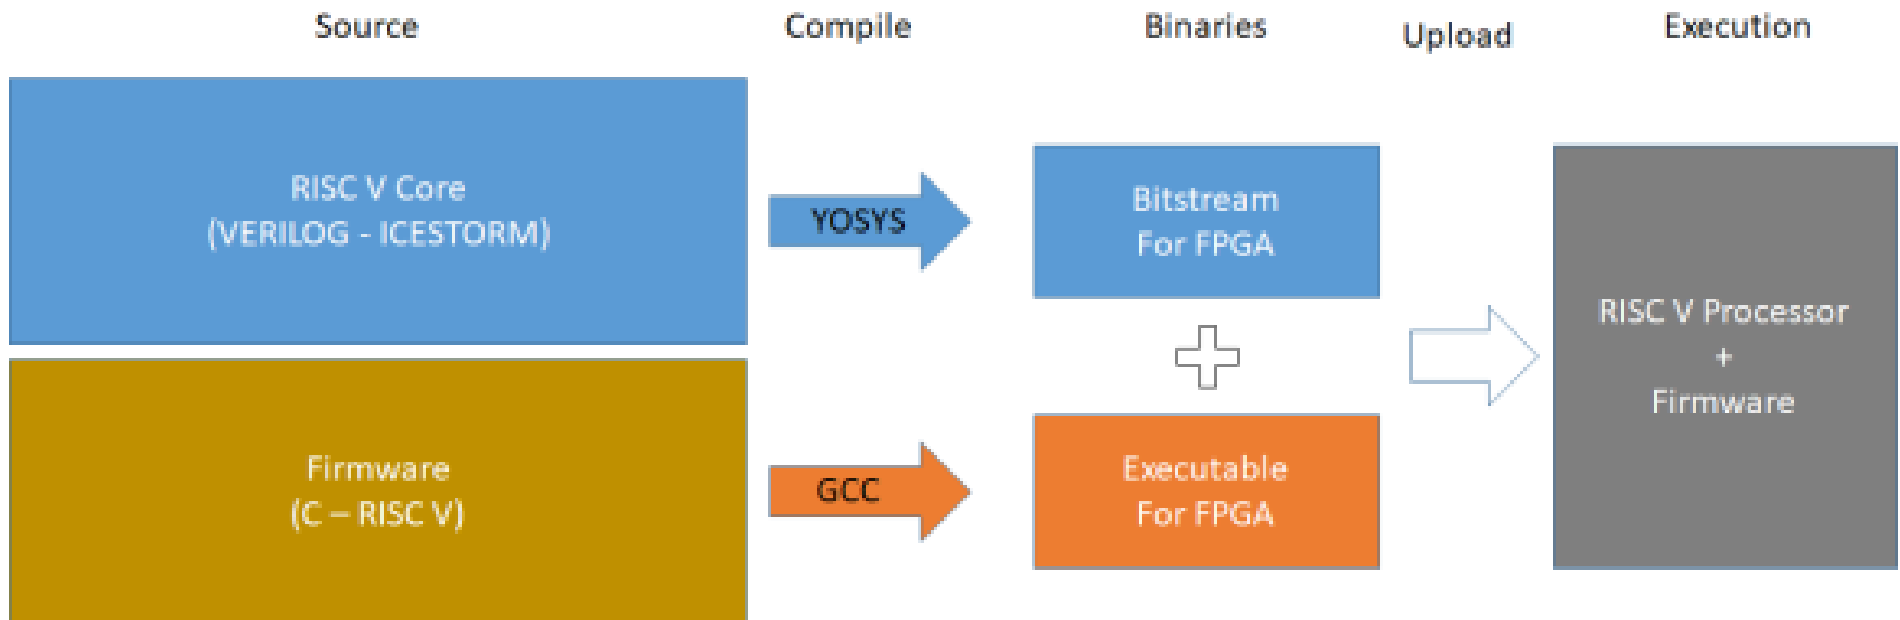 Source
Compile
Binaries
Upload
Execution
RISC V Core
(VERILOG - ICESTORM)
YOSYS
Bitstream
For FPGA
RISC V Processor
+
Firmware
Firmware
(C – RISC V)
GCC
Executable
For FPGA